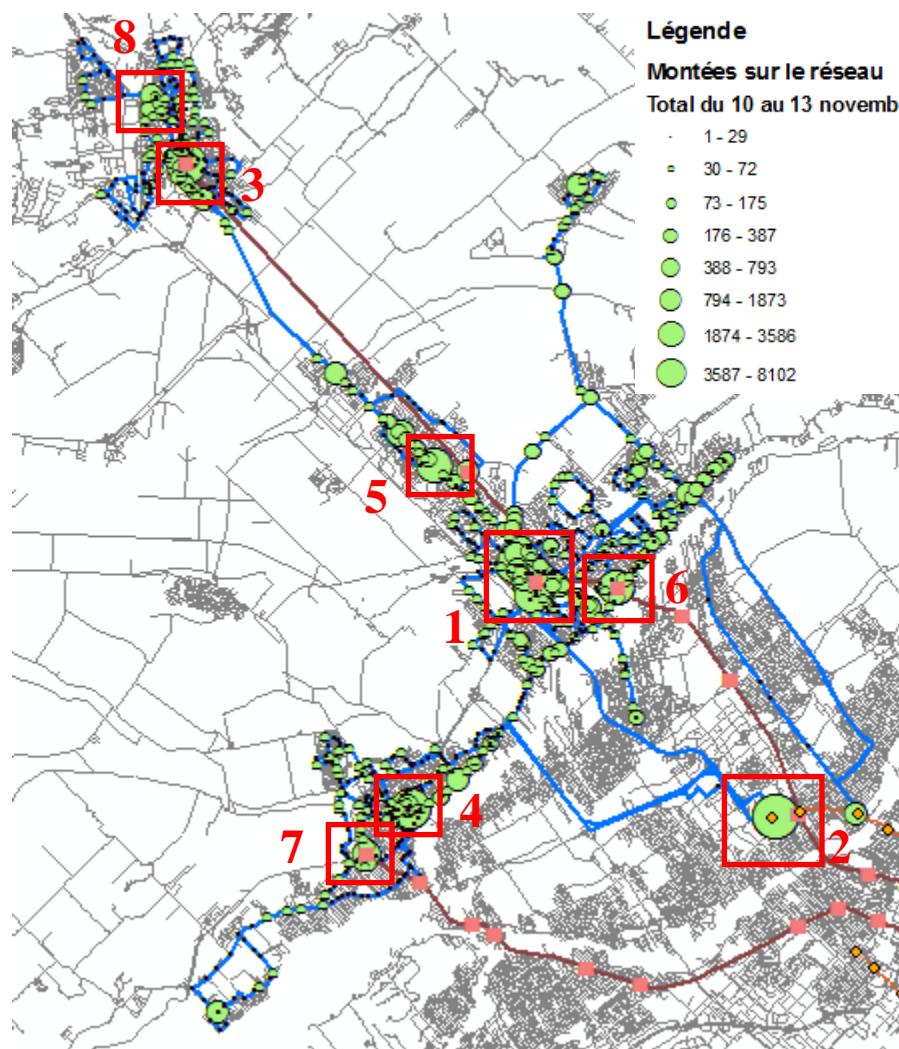 Légende
Montées sur le réseau
Total du 10 au 13 novemb
1 - 29
30 - 72
73 - 175
176 - 387
388 - 793
794 - 1873
1874 - 3586
3587 - 8102
8
3
5
1
6
4
7
2